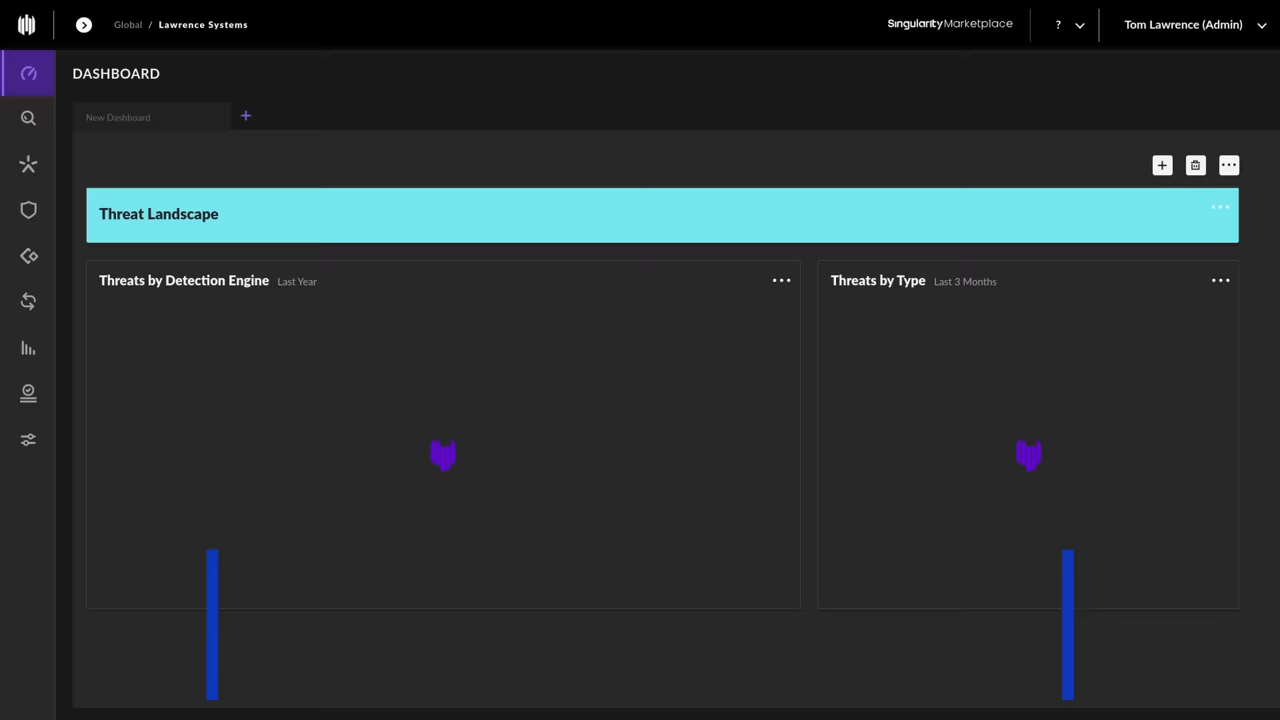 Global / Lawrence Systems
SingularityMarketplace
?
Tom Lawrence (Admin)
DASHBOARD
New Dashboard
Threat Landscape
Threats by Detection Engine Last Year
Threats by Type Last 3 Months